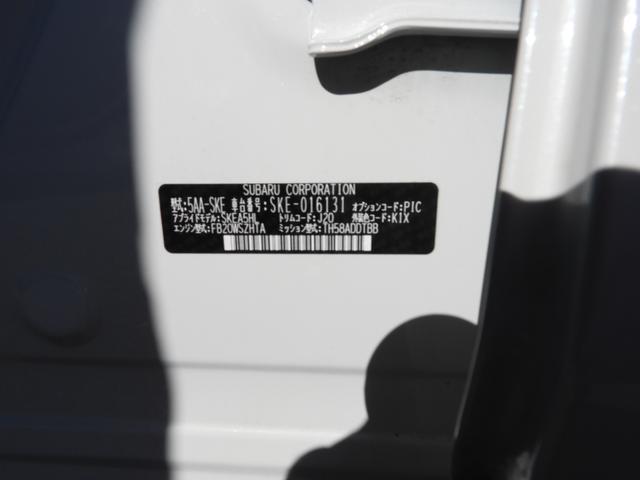 SUBARU CORPORATION
型式:5AA-SKE 車台番号:SKE-016131 オプションコード:PIC
アプライドモデル:SKEA5HL トリムコード:J20 外装色コード:K1X
エンジン型式:FB20WSZHTA ミッション型式:TH58ADDTBB